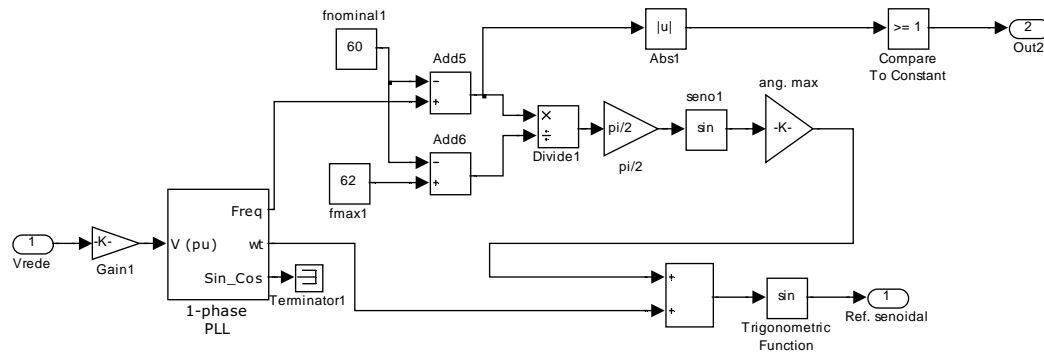 fnominal1
60
Add5
−
+
|u|
Abs1
>= 1
Compare
To Constant
2
Out2
Add6
−
+
62
fmax1
×
÷
Divide1
pi/2
pi/2
seno1
sin
ang. max
-K-
1
Vrede
-K-
Gain1
V (pu)
Freq
wt
Sin_Cos
1-phase
PLL
Terminator1
+
+
sin
Trigonometric
Function
1
Ref. senoidal